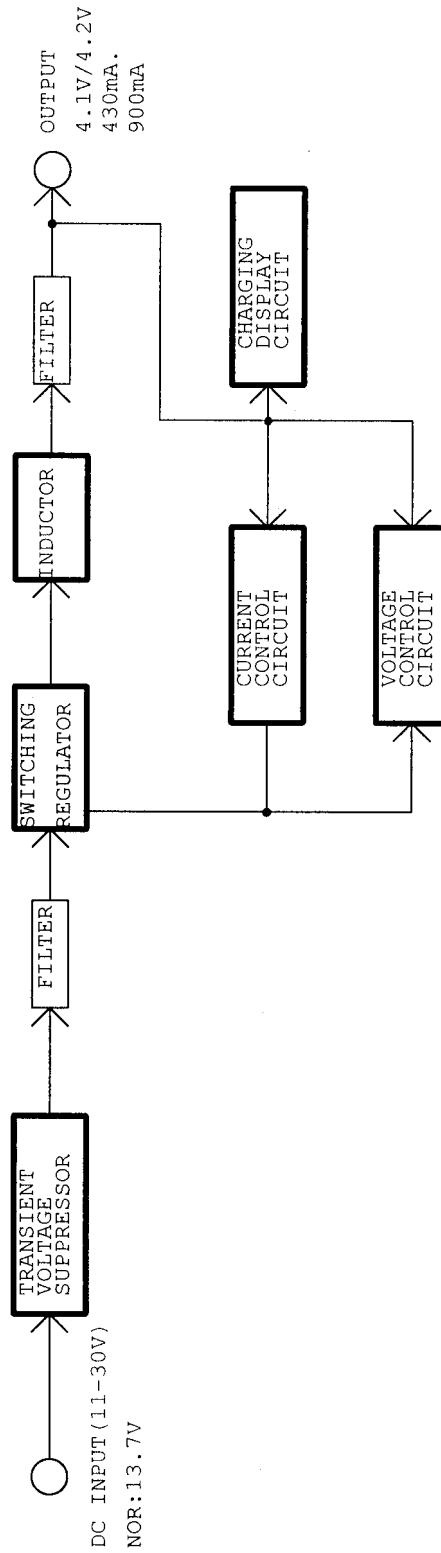 DC INPUT(11-30V)
NOR:13.7V
TRANSIENT
VOLTAGE
SUPPRESSOR
FILTER
SWITCHING
REGULATOR
INDUCTOR
FILTER
OUTPUT
4.1V/4.2V
430mA.
900mA
CURRENT
CONTROL
CIRCUIT
CHARGING
DISPLAY
CIRCUIT
VOLTAGE
CONTROL
CIRCUIT